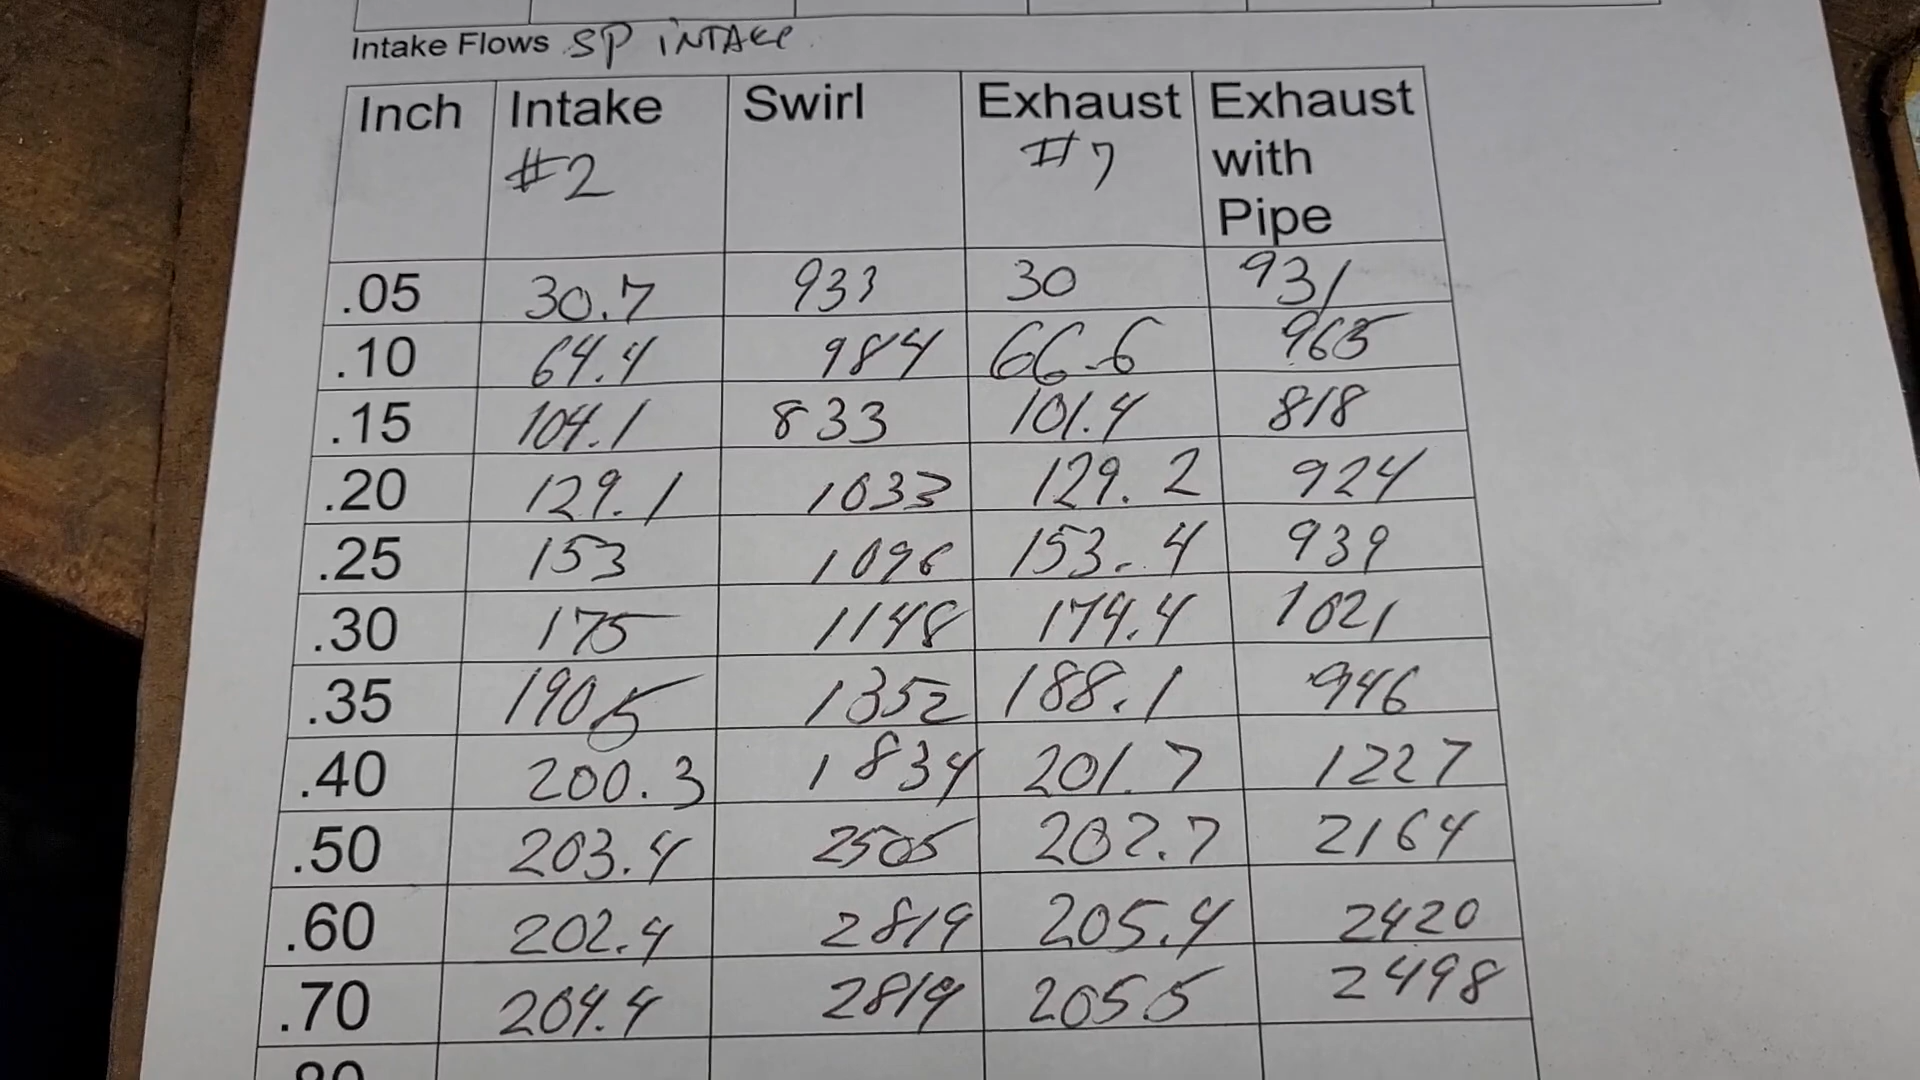 Intake Flows SP INTAKE
Inch Intake Swirl Exhaust Exhaust
#2 #7 with
Pipe
.05 30.7 933 30 931
.10 64.4 984 66.6 965
.15 104.1 833 101.4 818
.20 129.1 1033 129.2 924
.25 153 1096 153.4 939
.30 175 1148 174.4 1021
.35 190.5 1352 188.1 946
.40 200.3 1834 201.7 1227
.50 203.4 2505 202.7 2164
.60 202.4 2819 205.4 2420
.70 204.4 2819 205.5 2498